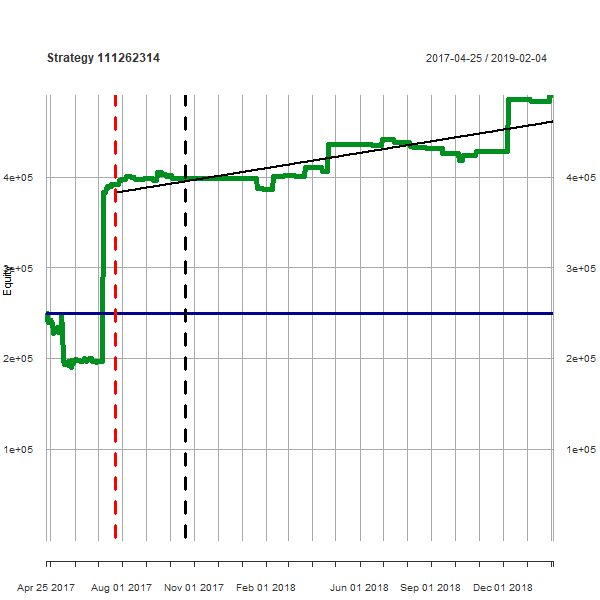 Strategy 111262314
2017-04-25 / 2019-02-04
4e+05
4e+05
3e+05
3e+05
Equity
2e+05
2e+05
1e+05
1e+05
Apr 25 2017
Aug 01 2017
Nov 01 2017
Feb 01 2018
Jun 01 2018
Sep 01 2018
Dec 01 2018